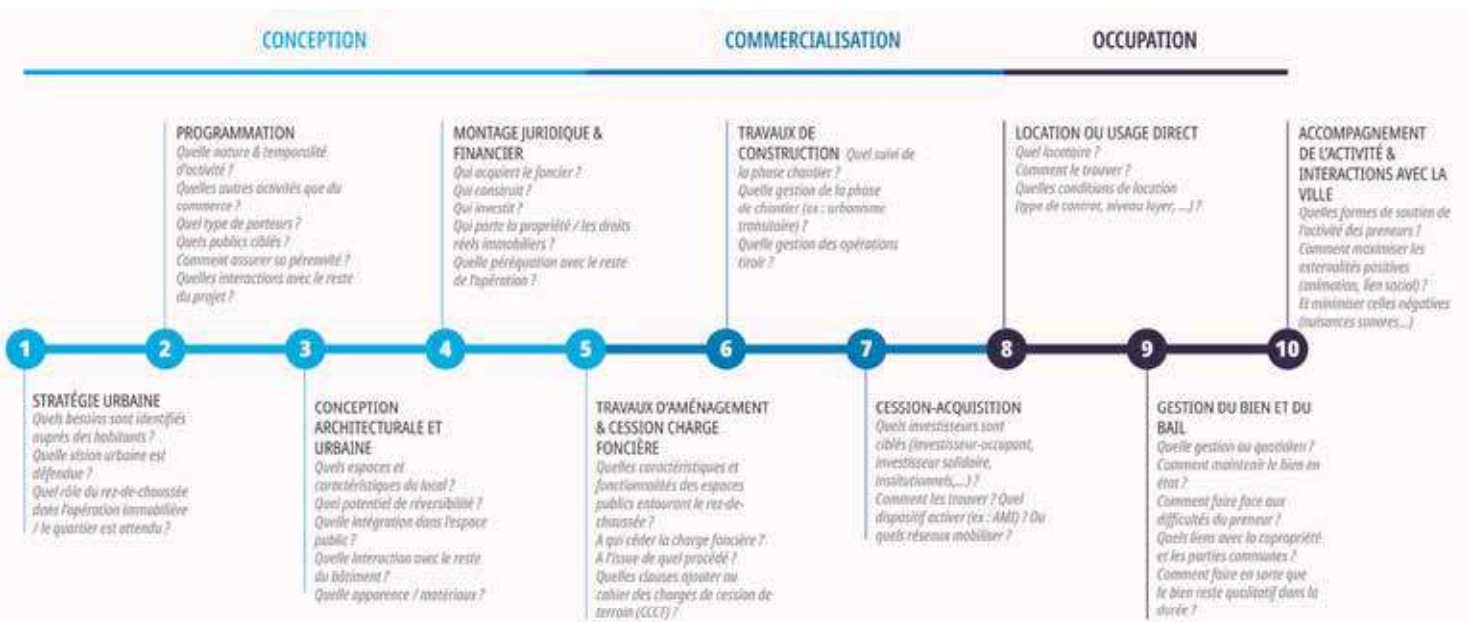 CONCEPTION
COMMERCIALISATION
OCCUPATION
PROGRAMMATION
Quelle nature & temporalité
d'activité ?
Quelles autres activités que du
commerce ?
Quel type de porteurs ?
Quels publics ciblés ?
Comment assurer sa pérennité ?
Quelles interactions avec le reste
du projet ?
MONTAGE JURIDIQUE &
FINANCIER
Qui acquiert le foncier ?
Qui construit ?
Qui investit ?
Qui porte la propriété / les droits
réels immobiliers ?
Quelle péréquation avec le reste
de l'opération ?
TRAVAUX DE
CONSTRUCTION Quel suivi de
la phase chantier ?
Quelle gestion de la phase
de chantier (ex : urbanisme
transitoire) ?
Quelle gestion des opérations
tiroir ?
LOCATION OU USAGE DIRECT
Quel locataire ?
Comment le trouver ?
Quelles conditions de location
(type de contrat, niveau loyer, ...) ?
ACCOMPAGNEMENT
DE L'ACTIVITÉ &
INTERACTIONS AVEC LA
VILLE
Quelles formes de soutien de
l'activité des preneurs ?
Comment maximiser les
externalités positives
(animation, lien social) ?
Et minimiser celles négatives
(nuisances sonores...)
1
2
3
4
5
6
7
8
9
10
STRATÉGIE URBAINE
Quels besoins sont identifiés
auprès des habitants ?
Quelle vision urbaine est
défendue ?
Quel rôle du rez-de-chaussée
dans l'opération immobilière
/ le quartier est attendu ?
CONCEPTION
ARCHITECTURALE ET
URBAINE
Quels espaces et
caractéristiques du local ?
Quel potentiel de réversibilité ?
Quelle intégration dans l'espace
public ?
Quelle interaction avec le reste
du bâtiment ?
Quelle apparence / matériaux ?
TRAVAUX D'AMÉNAGEMENT
& CESSION CHARGE
FONCIÈRE
Quelles caractéristiques et
fonctionnalités des espaces
publics entourant le rez-de-
chaussée ?
A qui céder la charge foncière ?
A l'issue de quel procédé ?
Quelles clauses ajouter au
cahier des charges de cession de
terrain (CCCT) ?
CESSION-ACQUISITION
Quels investisseurs sont
ciblés (investisseur-occupant,
investisseur solidaire,
institutionnels,...) ?
Comment les trouver ? Quel
dispositif activer (ex : AMI) ? Ou
quels réseaux mobiliser ?
GESTION DU BIEN ET DU
BAIL
Quelle gestion au quotidien ?
Comment maintenir le bien en
état ?
Comment faire face aux
difficultés du preneur ?
Quels liens avec la copropriété
et les parties communes ?
Comment faire en sorte que
le bien reste qualitatif dans la
durée ?